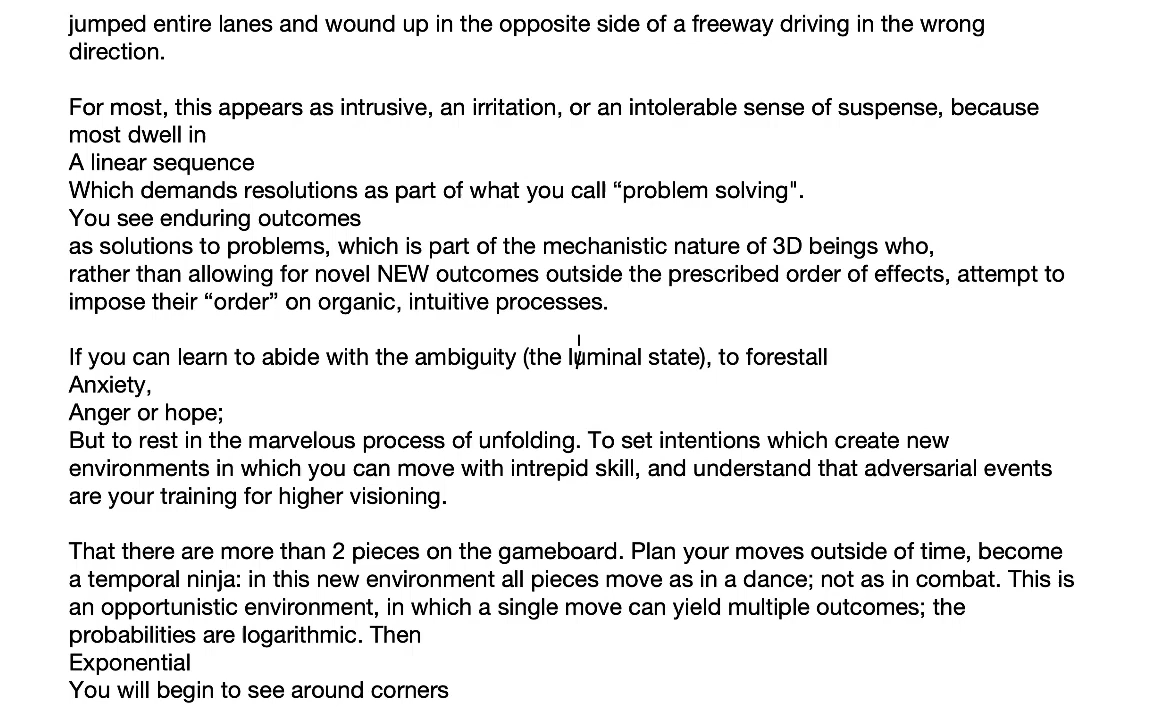 jumped entire lanes and wound up in the opposite side of a freeway driving in the wrong
direction.
For most, this appears as intrusive, an irritation, or an intolerable sense of suspense, because
most dwell in
A linear sequence
Which demands resolutions as part of what you call “problem solving".
You see enduring outcomes
as solutions to problems, which is part of the mechanistic nature of 3D beings who,
rather than allowing for novel NEW outcomes outside the prescribed order of effects, attempt to
impose their “order” on organic, intuitive processes.
If you can learn to abide with the ambiguity (the luminal state), to forestall
Anxiety,
Anger or hope;
But to rest in the marvelous process of unfolding. To set intentions which create new
environments in which you can move with intrepid skill, and understand that adversarial events
are your training for higher visioning.
That there are more than 2 pieces on the gameboard. Plan your moves outside of time, become
a temporal ninja: in this new environment all pieces move as in a dance; not as in combat. This is
an opportunistic environment, in which a single move can yield multiple outcomes; the
probabilities are logarithmic. Then
Exponential
You will begin to see around corners